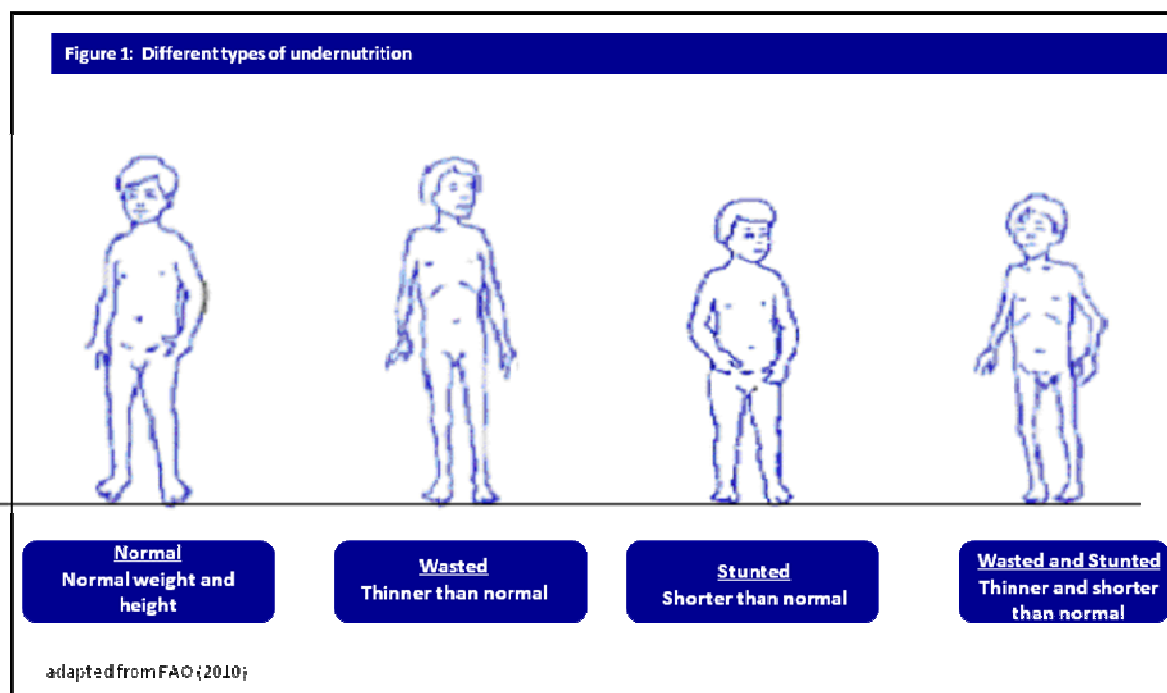 Figure 1: Different types of undernutrition
Normal
Normal weight and
height
Wasted
Thinner than normal
Stunted
Shorter than normal
Wasted and Stunted
Thinner and shorter
than normal
adapted from FAO (2010)